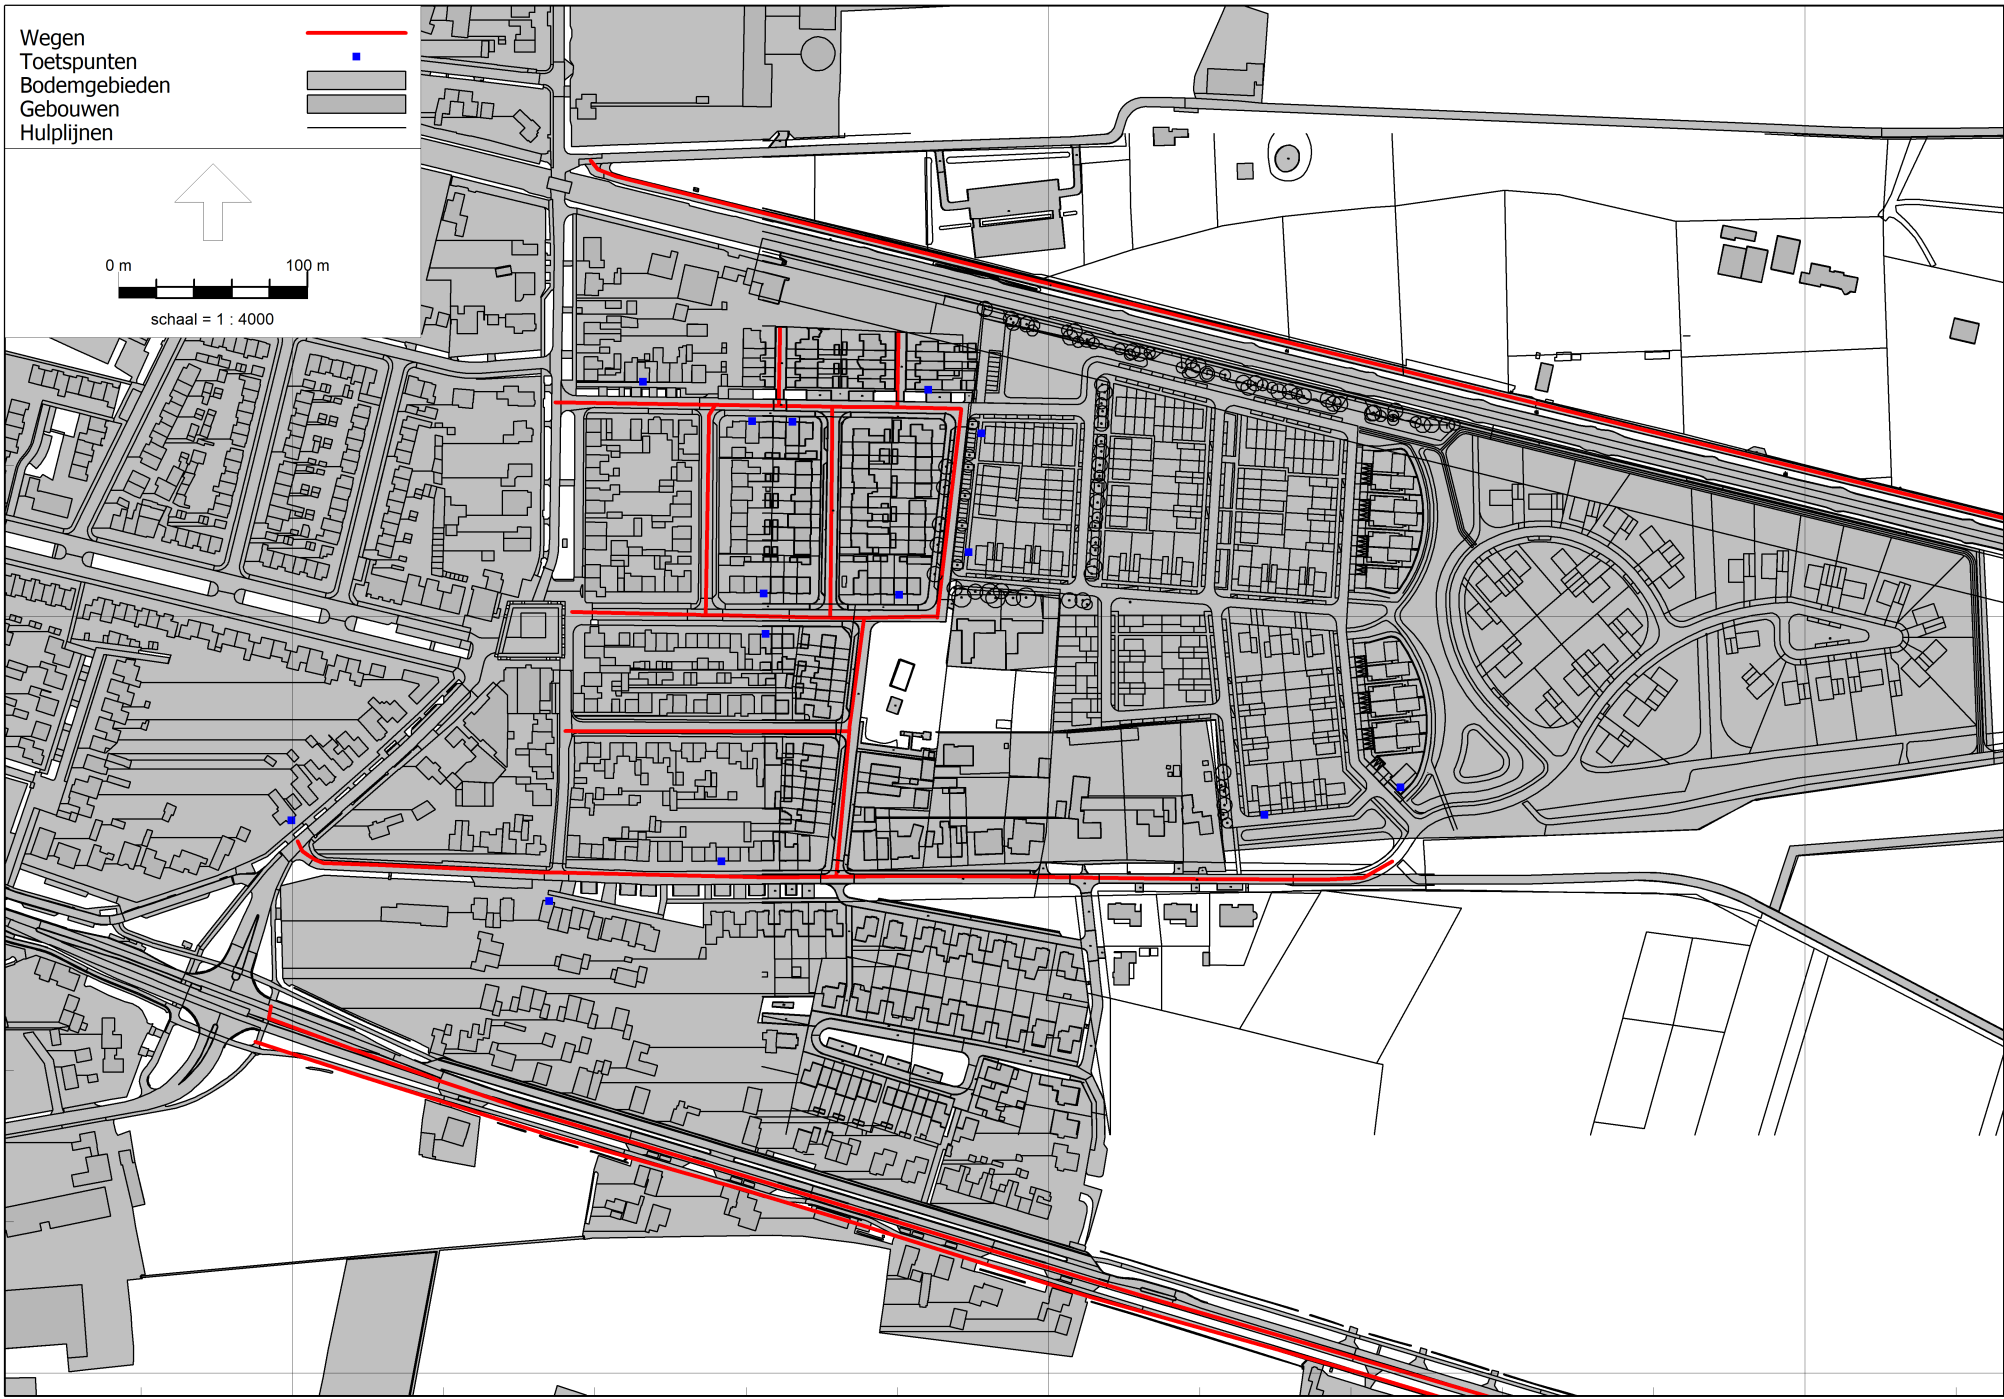 Wegen
Toetspunten
Bodemgebieden
Gebouwen
Hulplijnen
0 m 100 m
schaal = 1 : 4000